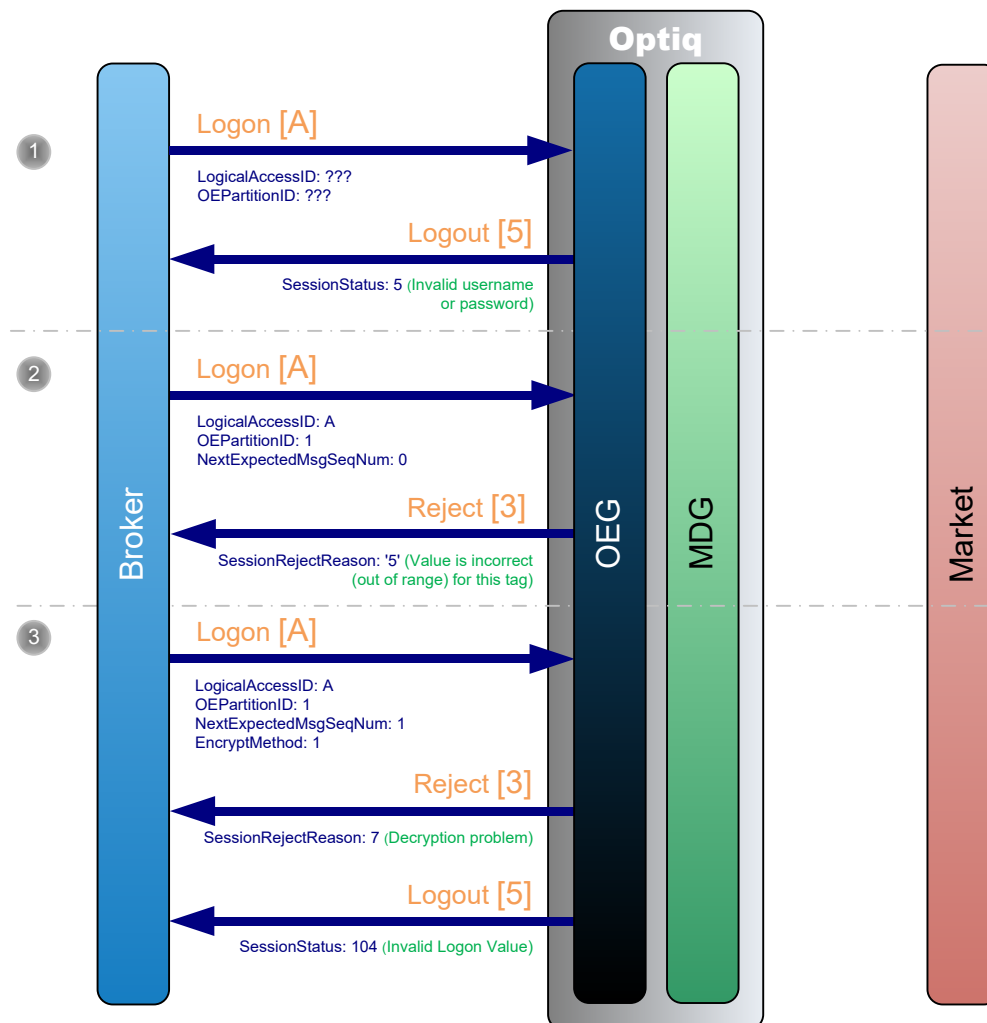 Optiq
1
Logon [A]
LogicalAccessID: ???
OEPartitionID: ???
Logout [5]
SessionStatus: 5 (Invalid username
or password)
2
Logon [A]
LogicalAccessID: A
OEPartitionID: 1
NextExpectedMsgSeqNum: 0
Reject [3]
SessionRejectReason: '5' (Value is incorrect
(out of range) for this tag)
Broker
OEG
MDG
Market
3
Logon [A]
LogicalAccessID: A
OEPartitionID: 1
NextExpectedMsgSeqNum: 1
EncryptMethod: 1
Reject [3]
SessionRejectReason: 7 (Decryption problem)
Logout [5]
SessionStatus: 104 (Invalid Logon Value)